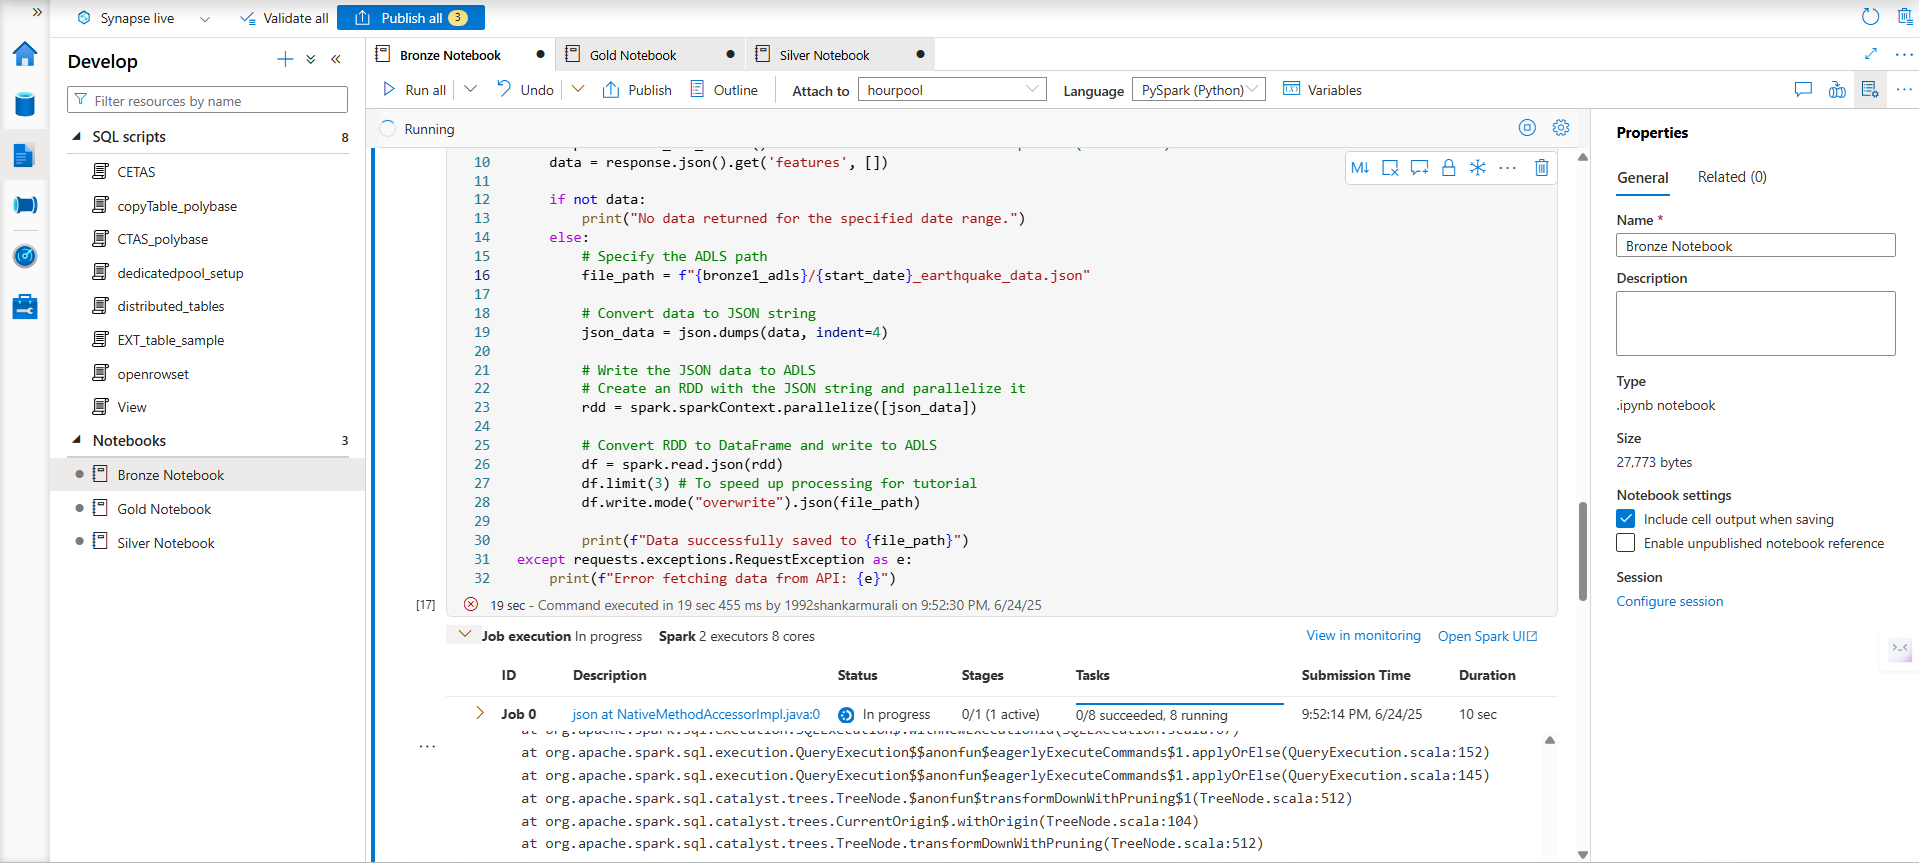 »
Synapse live
Validate all
Publish all 3
Develop
Filter resources by name
SQL scripts 8
CETAS
copyTable_polybase
CTAS_polybase
dedicatedpool_setup
distributed_tables
EXT_table_sample
openrowset
View
Notebooks 3
Bronze Notebook
Gold Notebook
Silver Notebook
Bronze Notebook
Gold Notebook
Silver Notebook
Run all
Undo
Publish
Outline
Attach to hourpool
Language PySpark (Python)
Variables
Running
10 data = response.json().get('features', [])
11
12 if not data:
13 print("No data returned for the specified date range.")
14 else:
15 # Specify the ADLS path
16 file_path = f"{bronze1_adls}/{start_date}_earthquake_data.json"
17
18 # Convert data to JSON string
19 json_data = json.dumps(data, indent=4)
20
21 # Write the JSON data to ADLS
22 # Create an RDD with the JSON string and parallelize it
23 rdd = spark.sparkContext.parallelize([json_data])
24
25 # Convert RDD to DataFrame and write to ADLS
26 df = spark.read.json(rdd)
27 df.limit(3) # To speed up processing for tutorial
28 df.write.mode("overwrite").json(file_path)
29
30 print(f"Data successfully saved to {file_path}")
31 except requests.exceptions.RequestException as e:
32 print(f"Error fetching data from API: {e}")
M↓
[17] 19 sec - Command executed in 19 sec 455 ms by 1992shankarmurali on 9:52:30 PM, 6/24/25
Job execution In progress Spark 2 executors 8 cores View in monitoring Open Spark UI
ID Description Status Stages Tasks Submission Time Duration
Job 0 json at NativeMethodAccessorImpl.java:0 In progress 0/1 (1 active) 0/8 succeeded, 8 running 9:52:14 PM, 6/24/25 10 sec
at org.apache.spark.sql.execution.SQLExecution$.withNewExecutionId(SQLExecution.scala:67)
at org.apache.spark.sql.execution.QueryExecution$$anonfun$eagerlyExecuteCommands$1.applyOrElse(QueryExecution.scala:152)
at org.apache.spark.sql.execution.QueryExecution$$anonfun$eagerlyExecuteCommands$1.applyOrElse(QueryExecution.scala:145)
at org.apache.spark.sql.catalyst.trees.TreeNode.$anonfun$transformDownWithPruning$1(TreeNode.scala:512)
at org.apache.spark.sql.catalyst.trees.CurrentOrigin$.withOrigin(TreeNode.scala:104)
at org.apache.spark.sql.catalyst.trees.TreeNode.transformDownWithPruning(TreeNode.scala:512)
Properties
General Related (0)
Name *
Bronze Notebook
Description
Type
.ipynb notebook
Size
27,773 bytes
Notebook settings
Include cell output when saving
Enable unpublished notebook reference
Session
Configure session